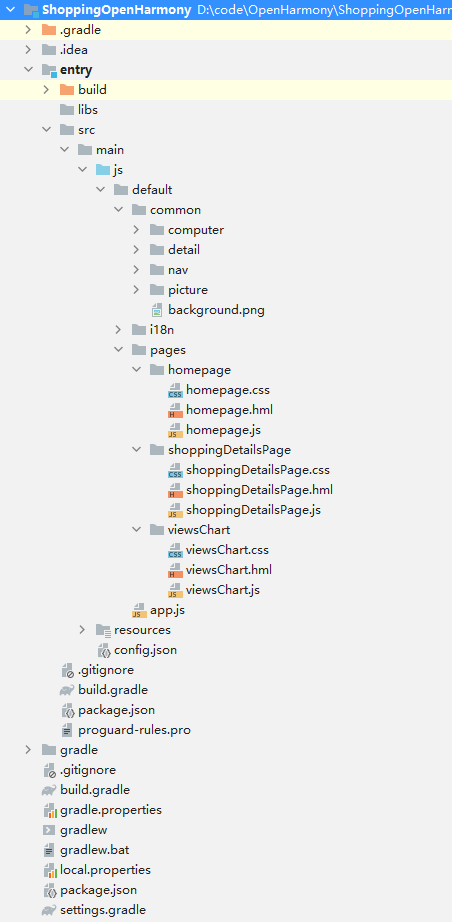 ShoppingOpenHarmony D:\code\OpenHarmony\ShoppingOpenHarm
.gradle
.idea
entry
build
libs
src
main
js
default
common
computer
detail
nav
picture
background.png
i18n
pages
homepage
homepage.css
homepage.hml
homepage.js
shoppingDetailsPage
shoppingDetailsPage.css
shoppingDetailsPage.hml
shoppingDetailsPage.js
viewsChart
viewsChart.css
viewsChart.hml
viewsChart.js
app.js
resources
config.json
.gitignore
build.gradle
package.json
proguard-rules.pro
gradle
.gitignore
build.gradle
gradle.properties
gradlew
gradlew.bat
local.properties
package.json
settings.gradle